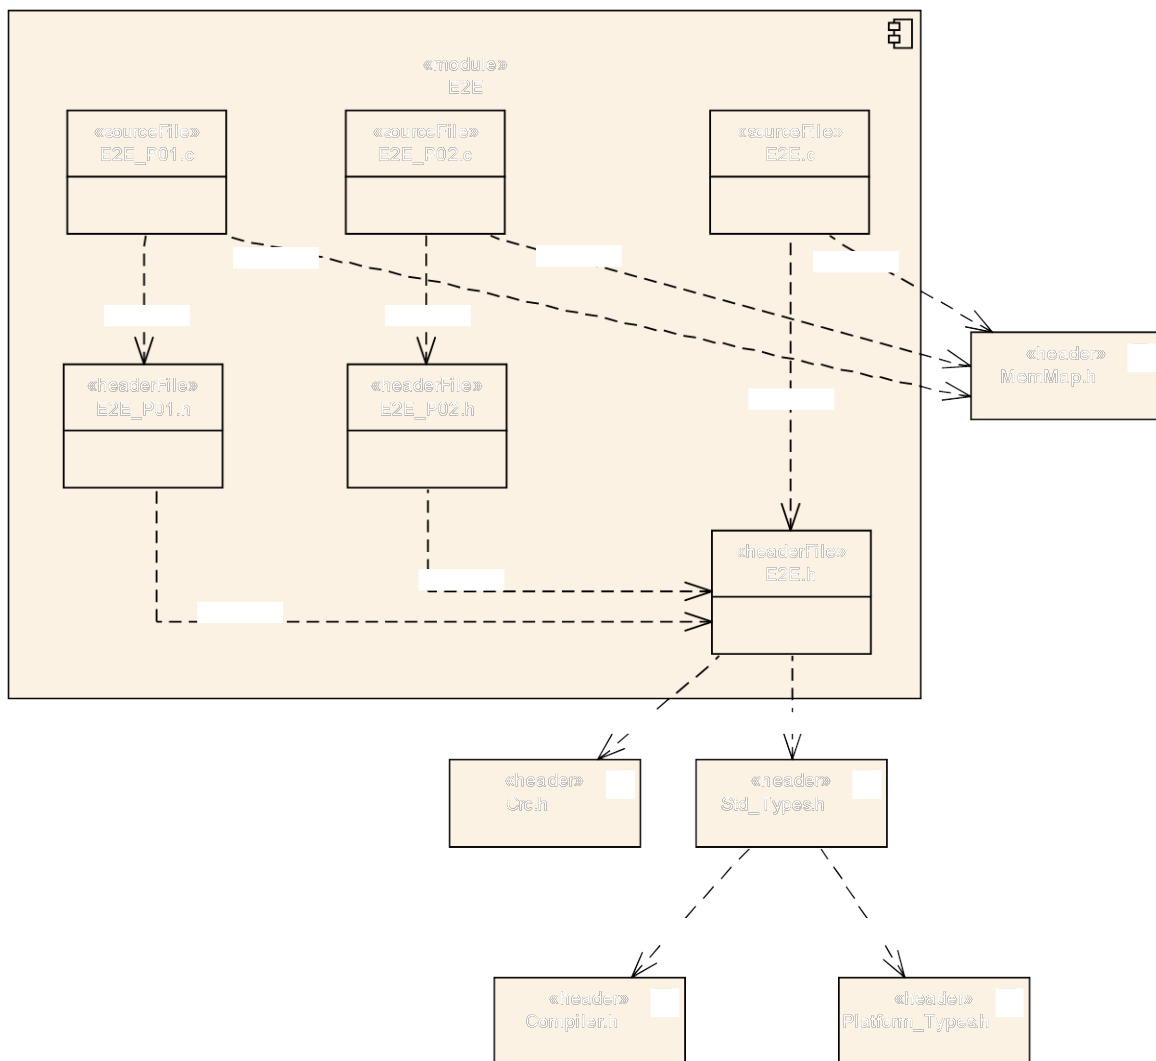 «module»
E2E
«sourceFile»
E2E_P01.c
«sourceFile»
E2E_P02.c
«sourceFile»
E2E.c
«headerFile»
E2E_P01.h
«headerFile»
E2E_P02.h
«header»
MemMap.h
«headerFile»
E2E.h
«header»
Crc.h
«header»
Std_Types.h
«header»
Compiler.h
«header»
Platform_Types.h